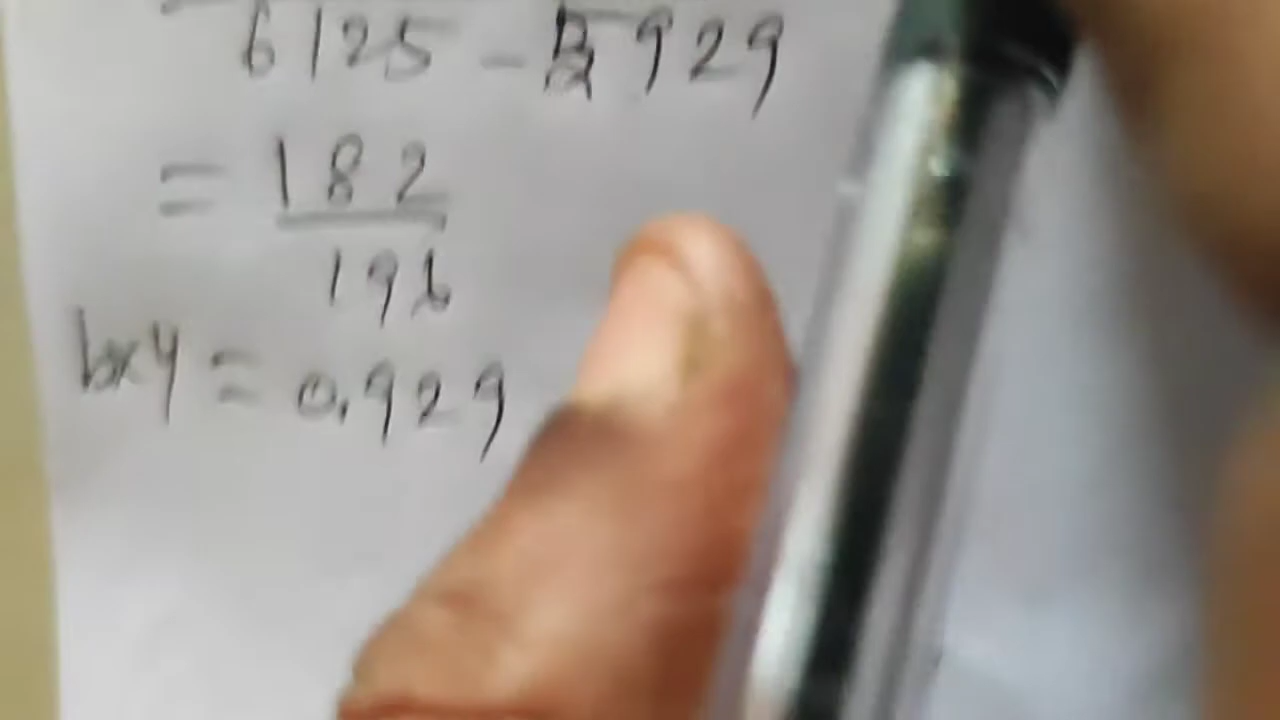 6125 - 5929
= 182
196
bxy = 0.929